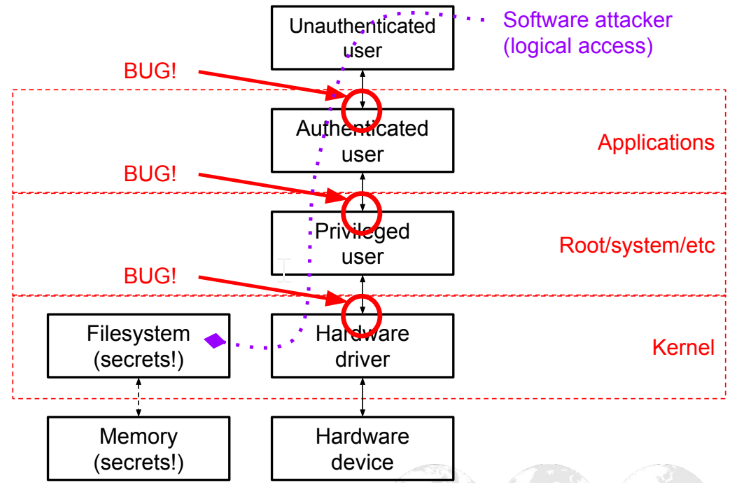 Unauthenticated
user
Software attacker
(logical access)
BUG!
Authenticated
user
Applications
BUG!
Privileged
user
Root/system/etc
BUG!
Filesystem
(secrets!)
Hardware
driver
Kernel
Memory
(secrets!)
Hardware
device